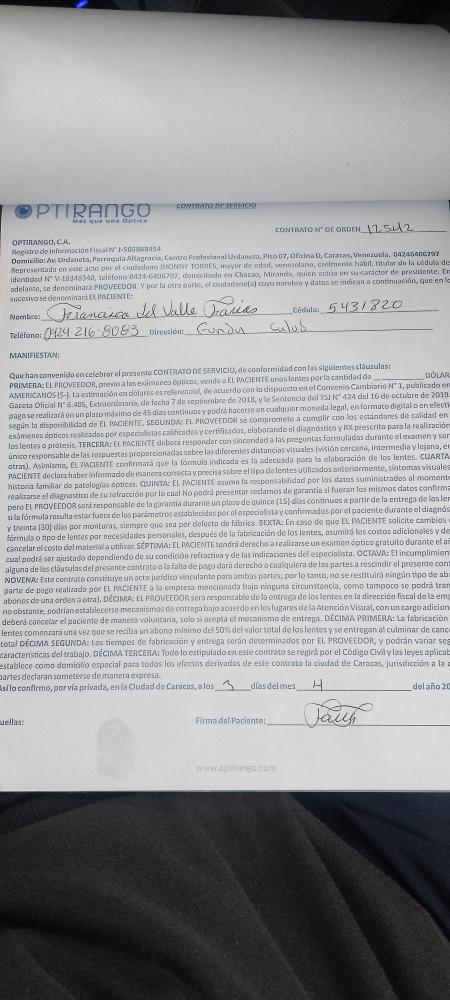 OPTIRANGO
Más que una Óptica
CONTRATO DE SERVICIO
CONTRATO N° DE ORDEN 12542
OPTIRANGO, C.A.
Registro de Información Fiscal N° J-505868454
Domicilio: Av. Urdaneta, Parroquia Altagracia, Centro Profesional Urdaneta, Piso 07, Oficina D, Caracas, Venezuela. 04246406797
Representada en este acto por el ciudadano JHONNY TORRES, mayor de edad, venezolano, civilmente hábil, titular de la cédula de
identidad N° V-18348340, teléfono 0424-6406797, domiciliado en Chacao, Miranda, quien actúa en su carácter de presidente. En
adelante, se denominará PROVEEDOR. Y por la otra parte, el ciudadano(a) cuyo nombre y datos se indican a continuación, que en lo
sucesivo se denominará EL PACIENTE:
Nombre: Francisca del Valle Farias Cédula: 5431820
Teléfono: 0424 216-8083 Dirección:
MANIFIESTAN:
Que han convenido en celebrar el presente CONTRATO DE SERVICIO, de conformidad con las siguientes cláusulas:
PRIMERA: EL PROVEEDOR, previo a los exámenes ópticos, vende a EL PACIENTE unos lentes por la cantidad de DÓLAR
AMERICANOS ($-). La estimación en dólares es referencial, de acuerdo con lo dispuesto en el Convenio Cambiario N° 1, publicado en
Gaceta Oficial N° 6.405, Extraordinaria, de fecha 7 de septiembre de 2018, y la Sentencia del TSJ N° 424 del 16 de octubre de 2019.
pago se realizará en un plazo máximo de 45 días continuos y podrá hacerse en cualquier moneda legal, en formato digital o en efecti
según la disponibilidad de EL PACIENTE. SEGUNDA: EL PROVEEDOR se compromete a cumplir con los estándares de calidad en
exámenes ópticos realizados por especialistas calificados y certificados, elaborando el diagnóstico y RX prescrito para la realización
los lentes o prótesis. TERCERA: EL PACIENTE deberá responder con sinceridad a las preguntas formuladas durante el examen y ser
único responsable de las respuestas proporcionadas sobre las diferentes distancias visuales (visión cercana, intermedia y lejana, en
otras). Asimismo, EL PACIENTE confirmará que la fórmula indicada es la adecuada para la elaboración de los lentes. CUARTA:
PACIENTE declara haber informado de manera correcta y precisa sobre el tipo de lentes utilizados anteriormente, síntomas visuales
historia familiar de patologías ópticas. QUINTA: EL PACIENTE asume la responsabilidad por los datos suministrados al moment
realizarse el diagnostico de su refracción por lo cual No podrá presentar reclamos de garantía si fueran los mismos datos confirma
pero EL PROVEEDOR será responsable de la garantía durante un plazo de quince (15) días continuos a partir de la entrega de los len
si la fórmula resulta estar fuera de los parámetros establecidos por el especialista y confirmados por el paciente durante el diagnós
y treinta (30) días por monturas, siempre que sea por defecto de fábrica. SEXTA: En caso de que EL PACIENTE solicite cambios
fórmula o tipo de lentes por necesidades personales, después de la fabricación de los lentes, asumirá los costos adicionales y de
cancelar el costo del material a utilizar. SÉPTIMA: EL PACIENTE tendrá derecho a realizarse un examen óptico gratuito durante el añ
cual podrá ser ajustado dependiendo de su condición refractiva y de las indicaciones del especialista. OCTAVA: El incumplimien
alguna de las cláusulas del presente contrato o la falta de pago dará derecho a cualquiera de las partes a rescindir el presente con
NOVENA: Este contrato constituye un acto jurídico vinculante para ambas partes; por lo tanto, no se restituirá ningún tipo de ab
parte de pago realizado por EL PACIENTE a la empresa mencionada bajo ninguna circunstancia, como tampoco se podrá tran
abonos de una orden a otra). DÉCIMA: EL PROVEEDOR será responsable de la entrega de los lentes en la dirección fiscal de la emp
no obstante, podrían establecerse mecanismos de entrega bajo acuerdo en los lugares de la Atención Visual, con un cargo adicion
deberá cancelar el paciente de manera voluntaria, solo si acepta el mecanismo de entrega. DÉCIMA PRIMERA: La fabricación
lentes comenzará una vez que se reciba un abono mínimo del 50% del valor total de los lentes y se entregan al culminar de cance
total DÉCIMA SEGUNDA: Los tiempos de fabricación y entrega serán determinados por EL PROVEEDOR, y podrán variar seg
características del trabajo. DÉCIMA TERCERA: Todo lo estipulado en este contrato se regirá por el Código Civil y las leyes aplicab
establece como domicilio especial para todos los efectos derivados de este contrato la ciudad de Caracas, jurisdicción a la c
partes declaran someterse de manera expresa.
Así lo confirmo, por vía privada, en la Ciudad de Caracas, a los 3 días del mes 4 del año 20
uellas: Firma del Paciente:
www.optirango.com